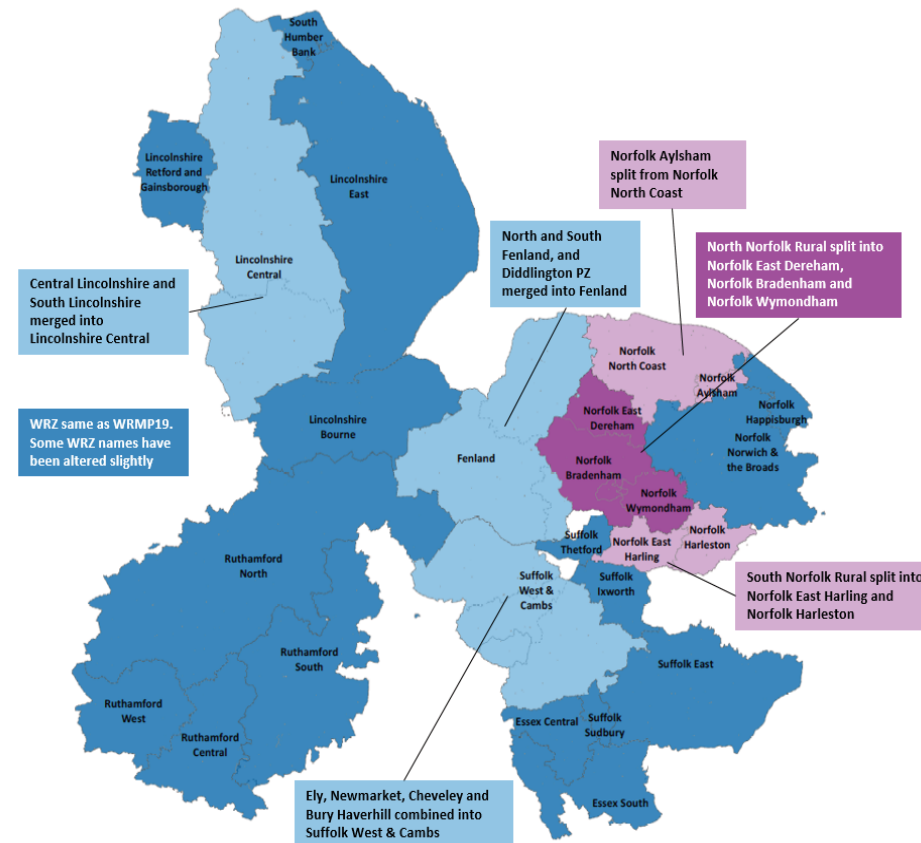 South
Humber
Bank
Lincolnshire
Retford and
Gainsborough
Lincolnshire
East
Lincolnshire
Central
Norfolk Aylsham
split from Norfolk
North Coast
North and South
Fenland, and
Diddlington PZ
merged into Fenland
North Norfolk Rural split into
Norfolk East Dereham,
Norfolk Bradenham and
Norfolk Wymondham
Central Lincolnshire and
South Lincolnshire
merged into
Lincolnshire Central
WRZ same as WRMP19.
Some WRZ names have
been altered slightly
Norfolk
North Coast
Norfolk
Aylsham
Norfolk
Happisburgh
Norfolk
Norwich &
the Broads
Norfolk East
Dereham
Lincolnshire
Bourne
Fenland
Norfolk
Bradenham
Norfolk
Wymondham
Norfolk
Harleston
Norfolk East
Harling
Suffolk
Thetford
Suffolk
Ixworth
Suffolk
West &
Cambs
South Norfolk Rural split into
Norfolk East Harling and
Norfolk Harleston
Ruthamford
North
Ruthamford
South
Ruthamford
West
Ruthamford
Central
Suffolk East
Essex Central
Suffolk
Sudbury
Essex South
Ely, Newmarket, Cheveley and
Bury Haverhill combined into
Suffolk West & Cambs